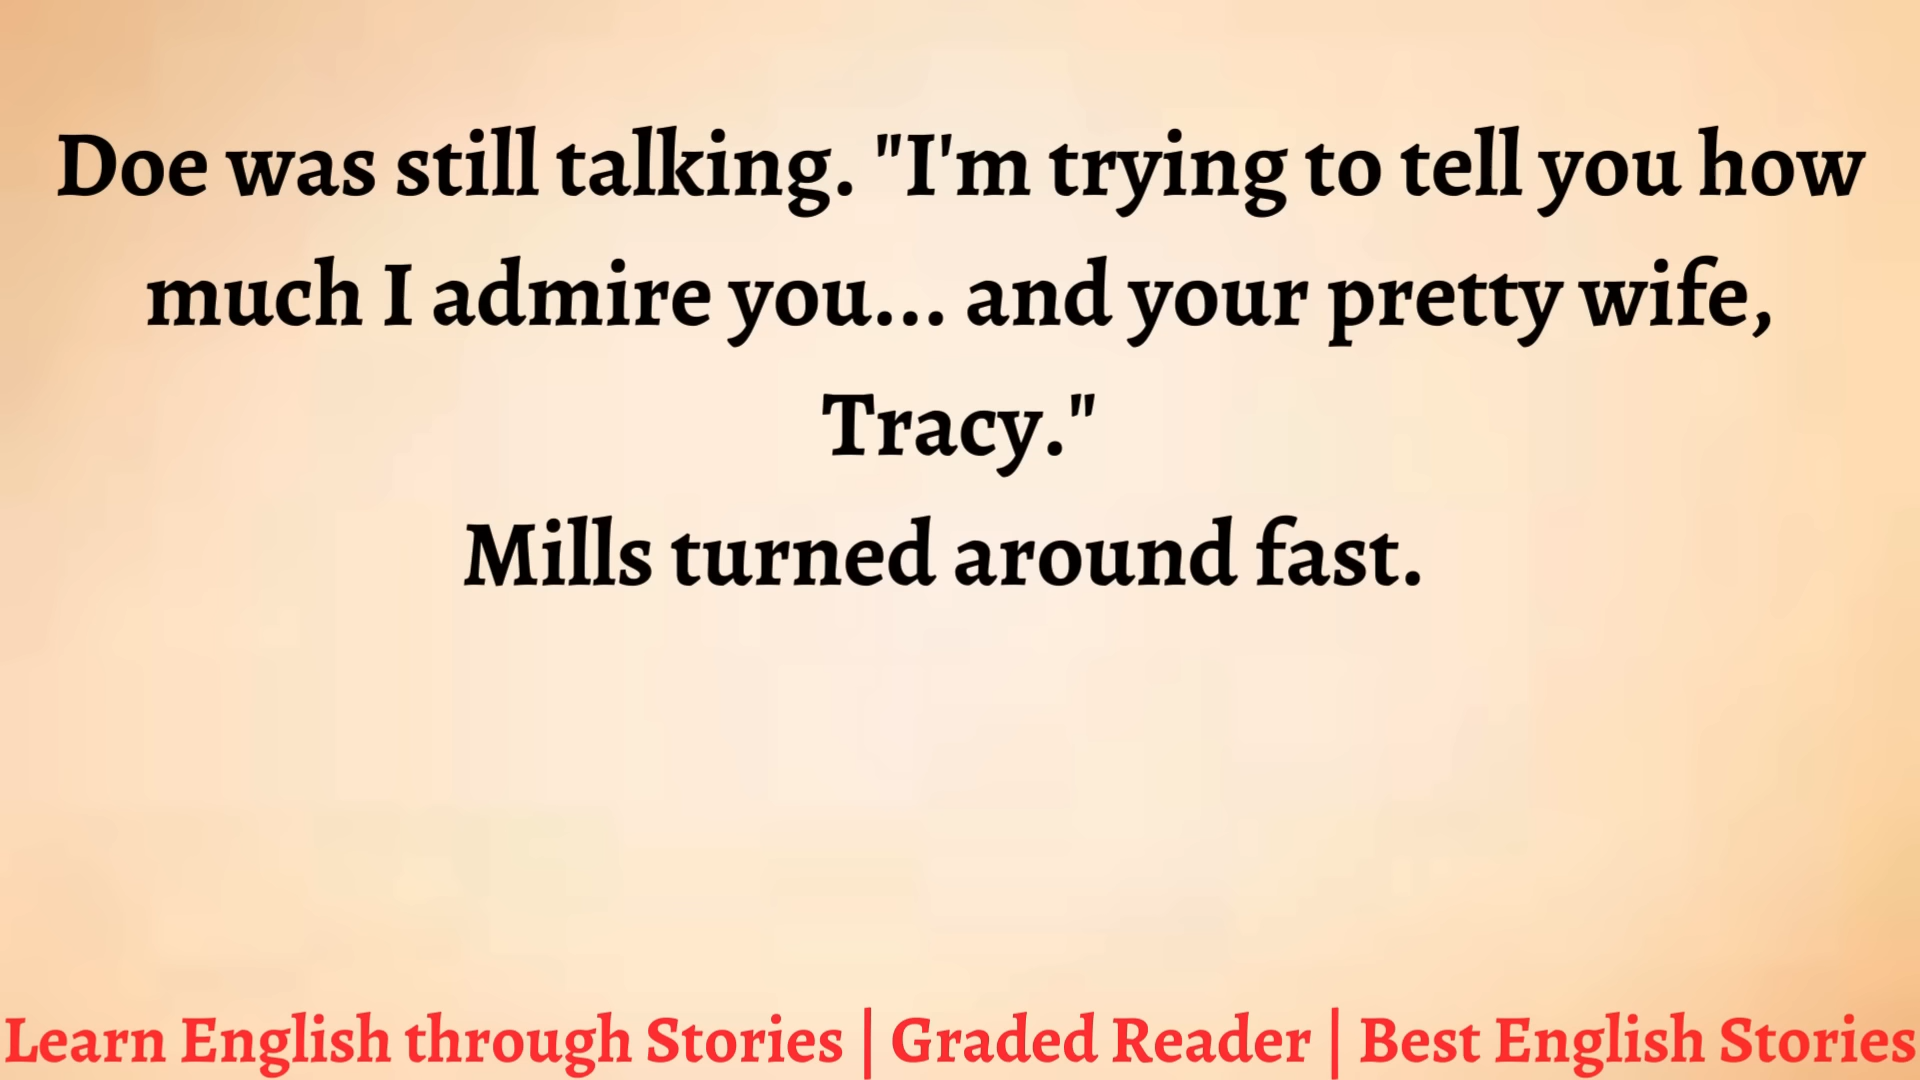 Doe was still talking. "I'm trying to tell you how
much I admire you... and your pretty wife,
Tracy."
Mills turned around fast.
Learn English through Stories | Graded Reader | Best English Stories